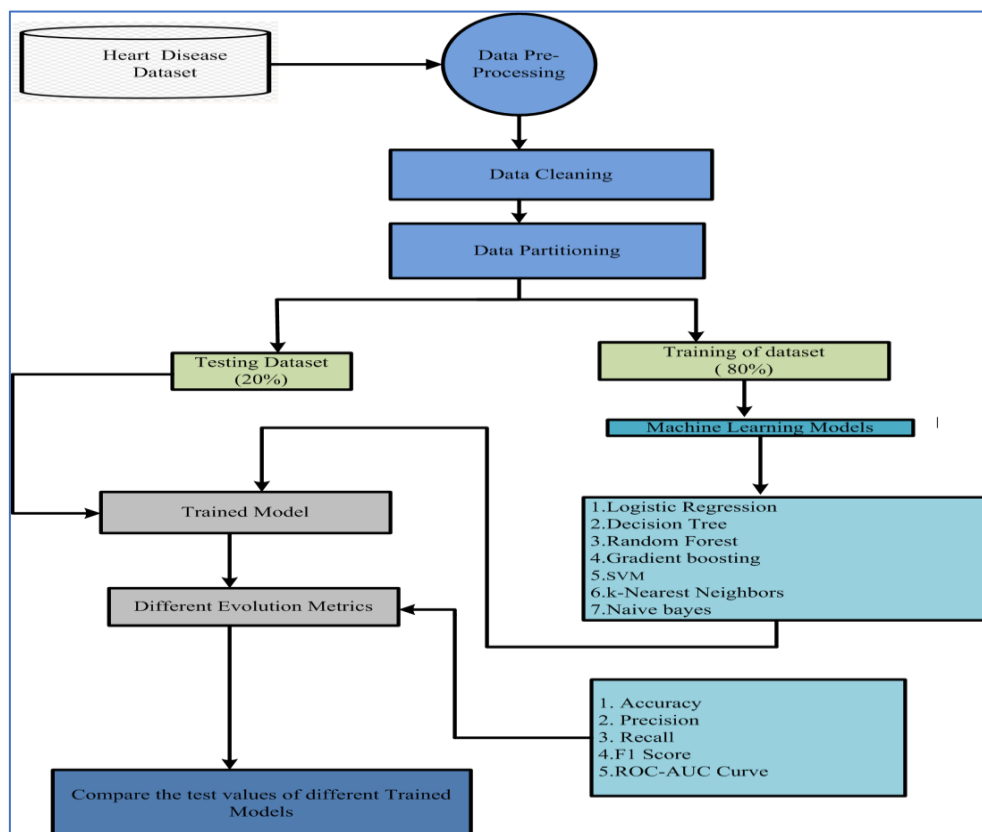 Heart Disease
Dataset
Data Pre-
Processing
Data Cleaning
Data Partitioning
Testing Dataset
(20%)
Training of dataset
( 80%)
Machine Learning Models
1.Logistic Regression
2.Decision Tree
3.Random Forest
4.Gradient boosting
5.SVM
6.k-Nearest Neighbors
7.Naive bayes
Trained Model
Different Evolution Metrics
1. Accuracy
2. Precision
3. Recall
4.F1 Score
5.ROC-AUC Curve
Compare the test values of different Trained
Models